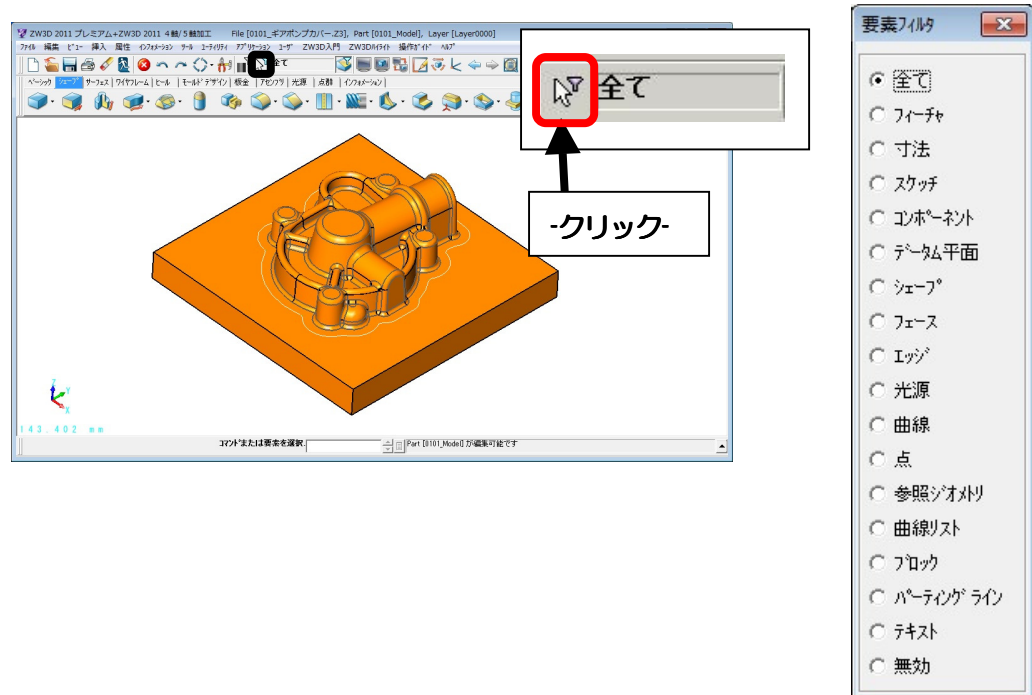 ZW3D 2011 プレミアム+ZW3D 2011 4軸/5軸加工 File [0101_ギアポンプカバー.Z3], Part [0101_Model], Layer [Layer0000]
ファイル 編集 ビュー 挿入 属性 インフォメーション ツール ユーティリティ アプリケーション ユーザ ZW3D入門 ZW3Dハイライト 操作ガイド ヘルプ
全て
ベーシック シェープ サーフェス ワイヤフレーム ヒール モールドデザイン 板金 アセンブリ 光源 点群 インフォメーション
全て
-クリック-
Z
Y
X
143.402 mm
コマンドまたは要素を選択:
Part [0101_Model] が編集可能です
要素フィルタ
全て
フィーチャ
寸法
スケッチ
コンポーネント
データム平面
シェープ
フェース
エッジ
光源
曲線
点
参照ジオメトリ
曲線リスト
ブロック
パーティング ライン
テキスト
無効